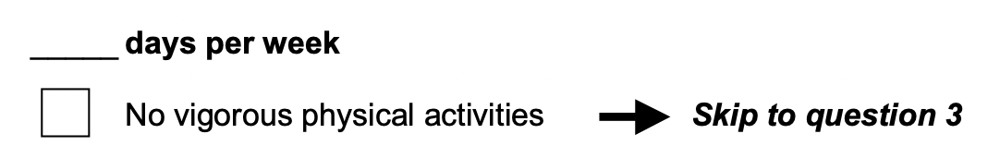 _____ days per week
No vigorous physical activities Skip to question 3